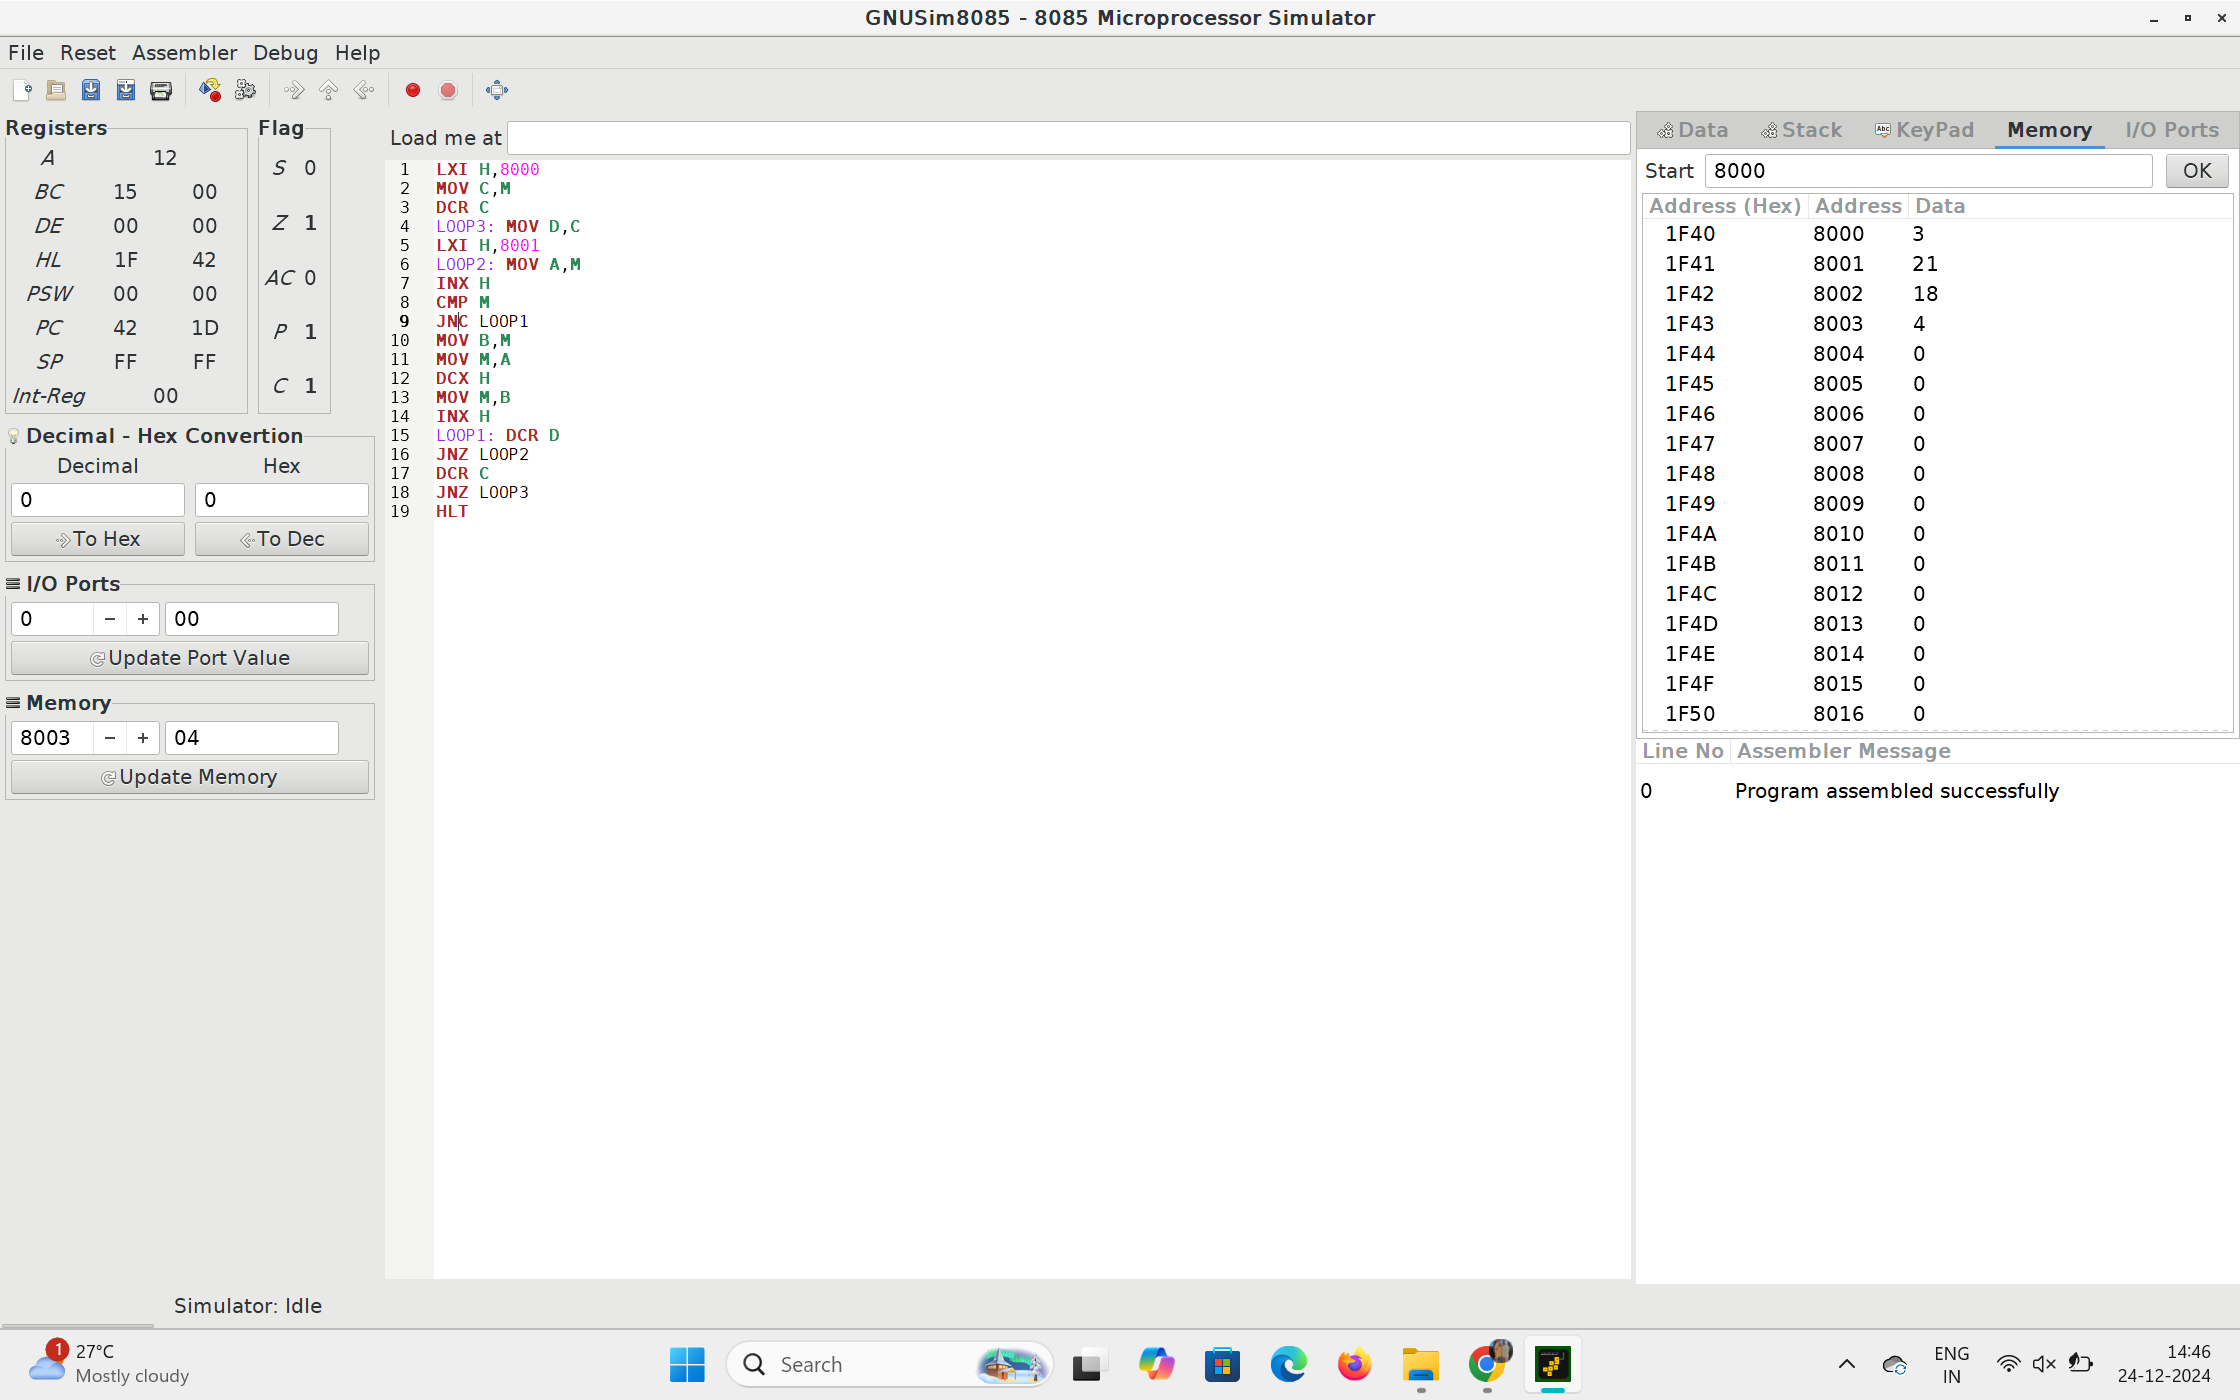 GNUSim8085 - 8085 Microprocessor Simulator
File Reset Assembler Debug Help
Registers
A 12
BC 15 00
DE 00 00
HL 1F 42
PSW 00 00
PC 42 1D
SP FF FF
Int-Reg 00
Flag
S 0
Z 1
AC 0
P 1
C 1
Decimal - Hex Convertion
Decimal Hex
0 0
To Hex To Dec
I/O Ports
0 − + 00
Update Port Value
Memory
8003 − + 04
Update Memory
Load me at
1 LXI H,8000
2 MOV C,M
3 DCR C
4 LOOP3: MOV D,C
5 LXI H,8001
6 LOOP2: MOV A,M
7 INX H
8 CMP M
9 JNC LOOP1
10 MOV B,M
11 MOV M,A
12 DCX H
13 MOV M,B
14 INX H
15 LOOP1: DCR D
16 JNZ LOOP2
17 DCR C
18 JNZ LOOP3
19 HLT
Data Stack KeyPad Memory I/O Ports
Start 8000 OK
Address (Hex) Address Data
1F40 8000 3
1F41 8001 21
1F42 8002 18
1F43 8003 4
1F44 8004 0
1F45 8005 0
1F46 8006 0
1F47 8007 0
1F48 8008 0
1F49 8009 0
1F4A 8010 0
1F4B 8011 0
1F4C 8012 0
1F4D 8013 0
1F4E 8014 0
1F4F 8015 0
1F50 8016 0
Line No Assembler Message
0 Program assembled successfully
Simulator: Idle
1
27°C
Mostly cloudy
Search
ENG
IN
14:46
24-12-2024